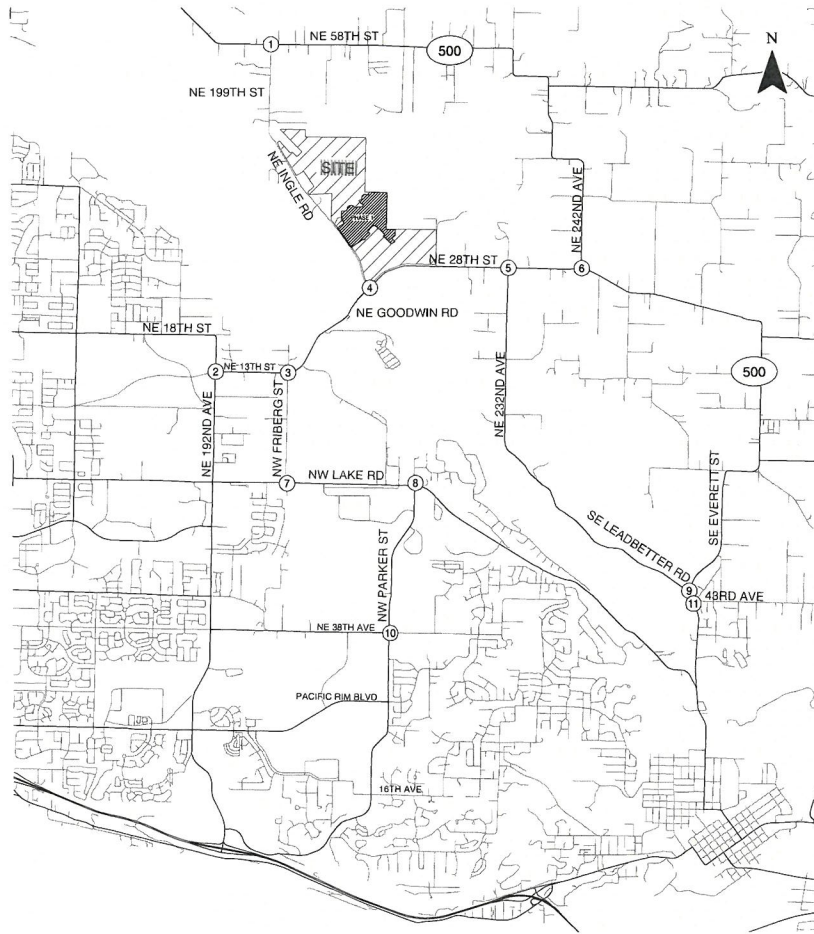 1
NE 58TH ST
500
N
NE 199TH ST
NE INGLE RD
SITE
PHASE 1
NE 242ND AVE
NE 28TH ST
5
6
4
NE GOODWIN RD
NE 18TH ST
2
NE 13TH ST
3
500
NE 192ND AVE
NW FRIBERG ST
NE 232ND AVE
NW LAKE RD
7
8
SE EVERETT ST
SE LEADBETTER RD
NW PARKER ST
9
11
43RD AVE
NE 38TH AVE
10
PACIFIC RIM BLVD
16TH AVE